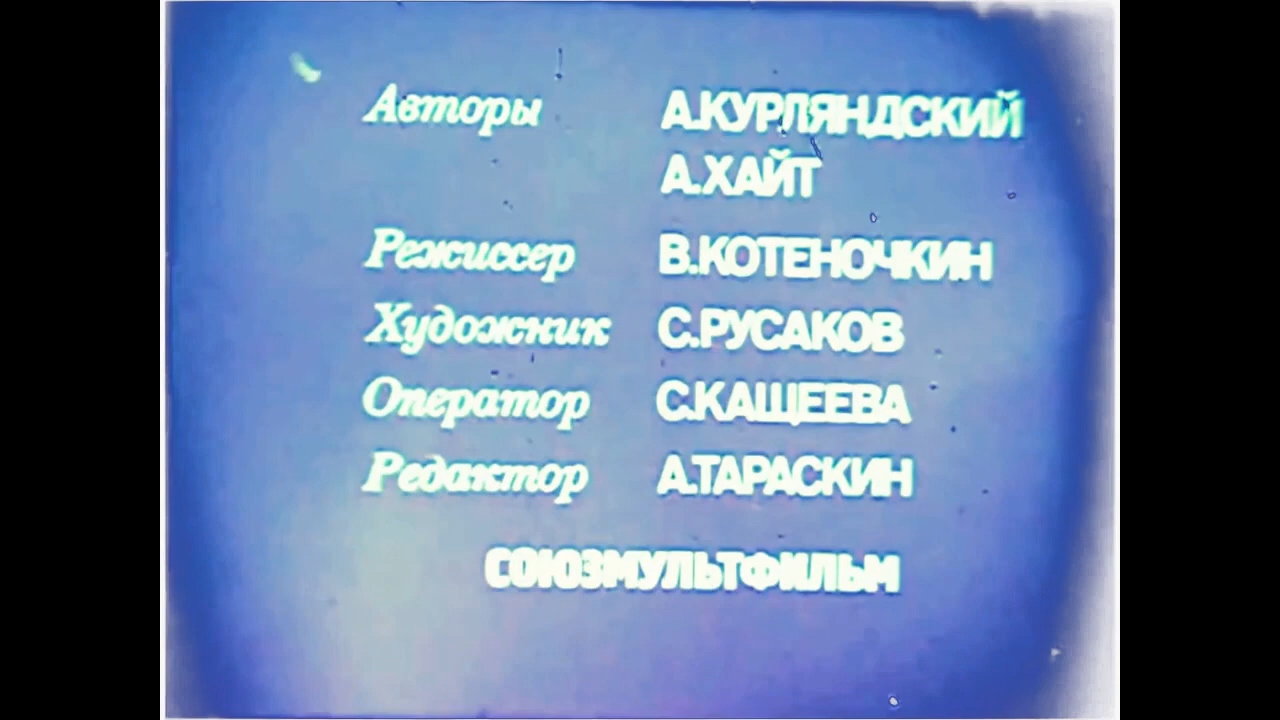 Авторы А.КУРЛЯНДСКИЙ
А.ХАЙТ
Режиссер В.КОТЕНОЧКИН
Художник С.РУСАКОВ
Оператор С.КАЩЕЕВА
Редактор А.ТАРАСКИН
СОЮЗМУЛЬТФИЛЬМ